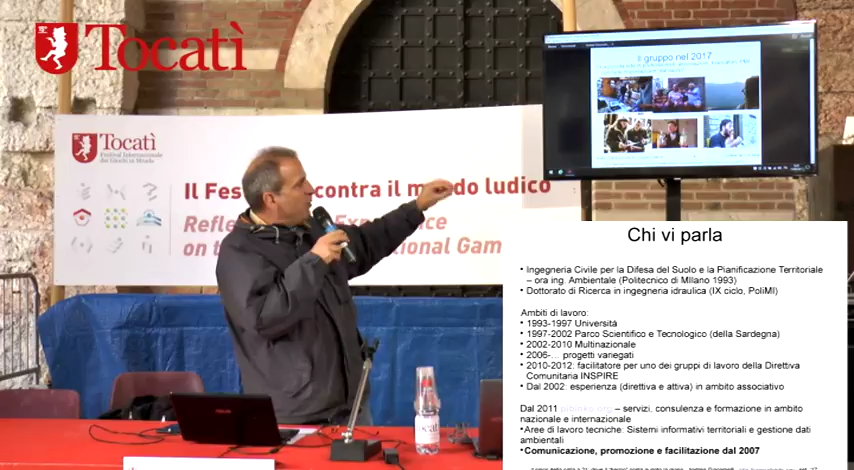 Tocatì
Il gruppo nel 2017
Tocatì
Festival Internazionale
dei Giochi in Strada
Il Fes contra il mondo ludico
Refle Exp nce
on t tional Gam
Chi vi parla
• Ingegneria Civile per la Difesa del Suolo e la Pianificazione Territoriale
– ora ing. Ambientale (Politecnico di MIlano 1993)
• Dottorato di Ricerca in ingegneria idraulica (IX ciclo, PoliMI)
Ambiti di lavoro:
• 1993-1997 Università
• 1997-2002 Parco Scientifico e Tecnologico (della Sardegna)
• 2002-2010 Multinazionale
• 2006-... progetti variegati
• 2010-2012: facilitatore per uno dei gruppi di lavoro della Direttiva
Comunitaria INSPIRE
• Dal 2002: esperienza (direttiva e attiva) in ambito associativo
Dal 2011 pibinko.org – servizi, consulenza e formazione in ambito
nazionale e internazionale
• Aree di lavoro tecniche: Sistemi informativi territoriali e gestione dati
ambientali
• Comunicazione, promozione e facilitazione dal 2007
Tocatì